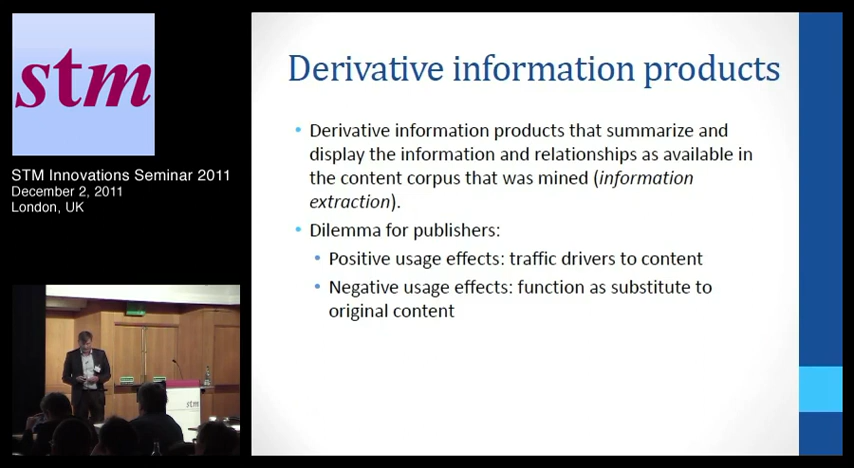 stm
STM Innovations Seminar 2011
December 2, 2011
London, UK
Derivative information products
• Derivative information products that summarize and
display the information and relationships as available in
the content corpus that was mined (information
extraction).
• Dilemma for publishers:
• Positive usage effects: traffic drivers to content
• Negative usage effects: function as substitute to
original content
stm